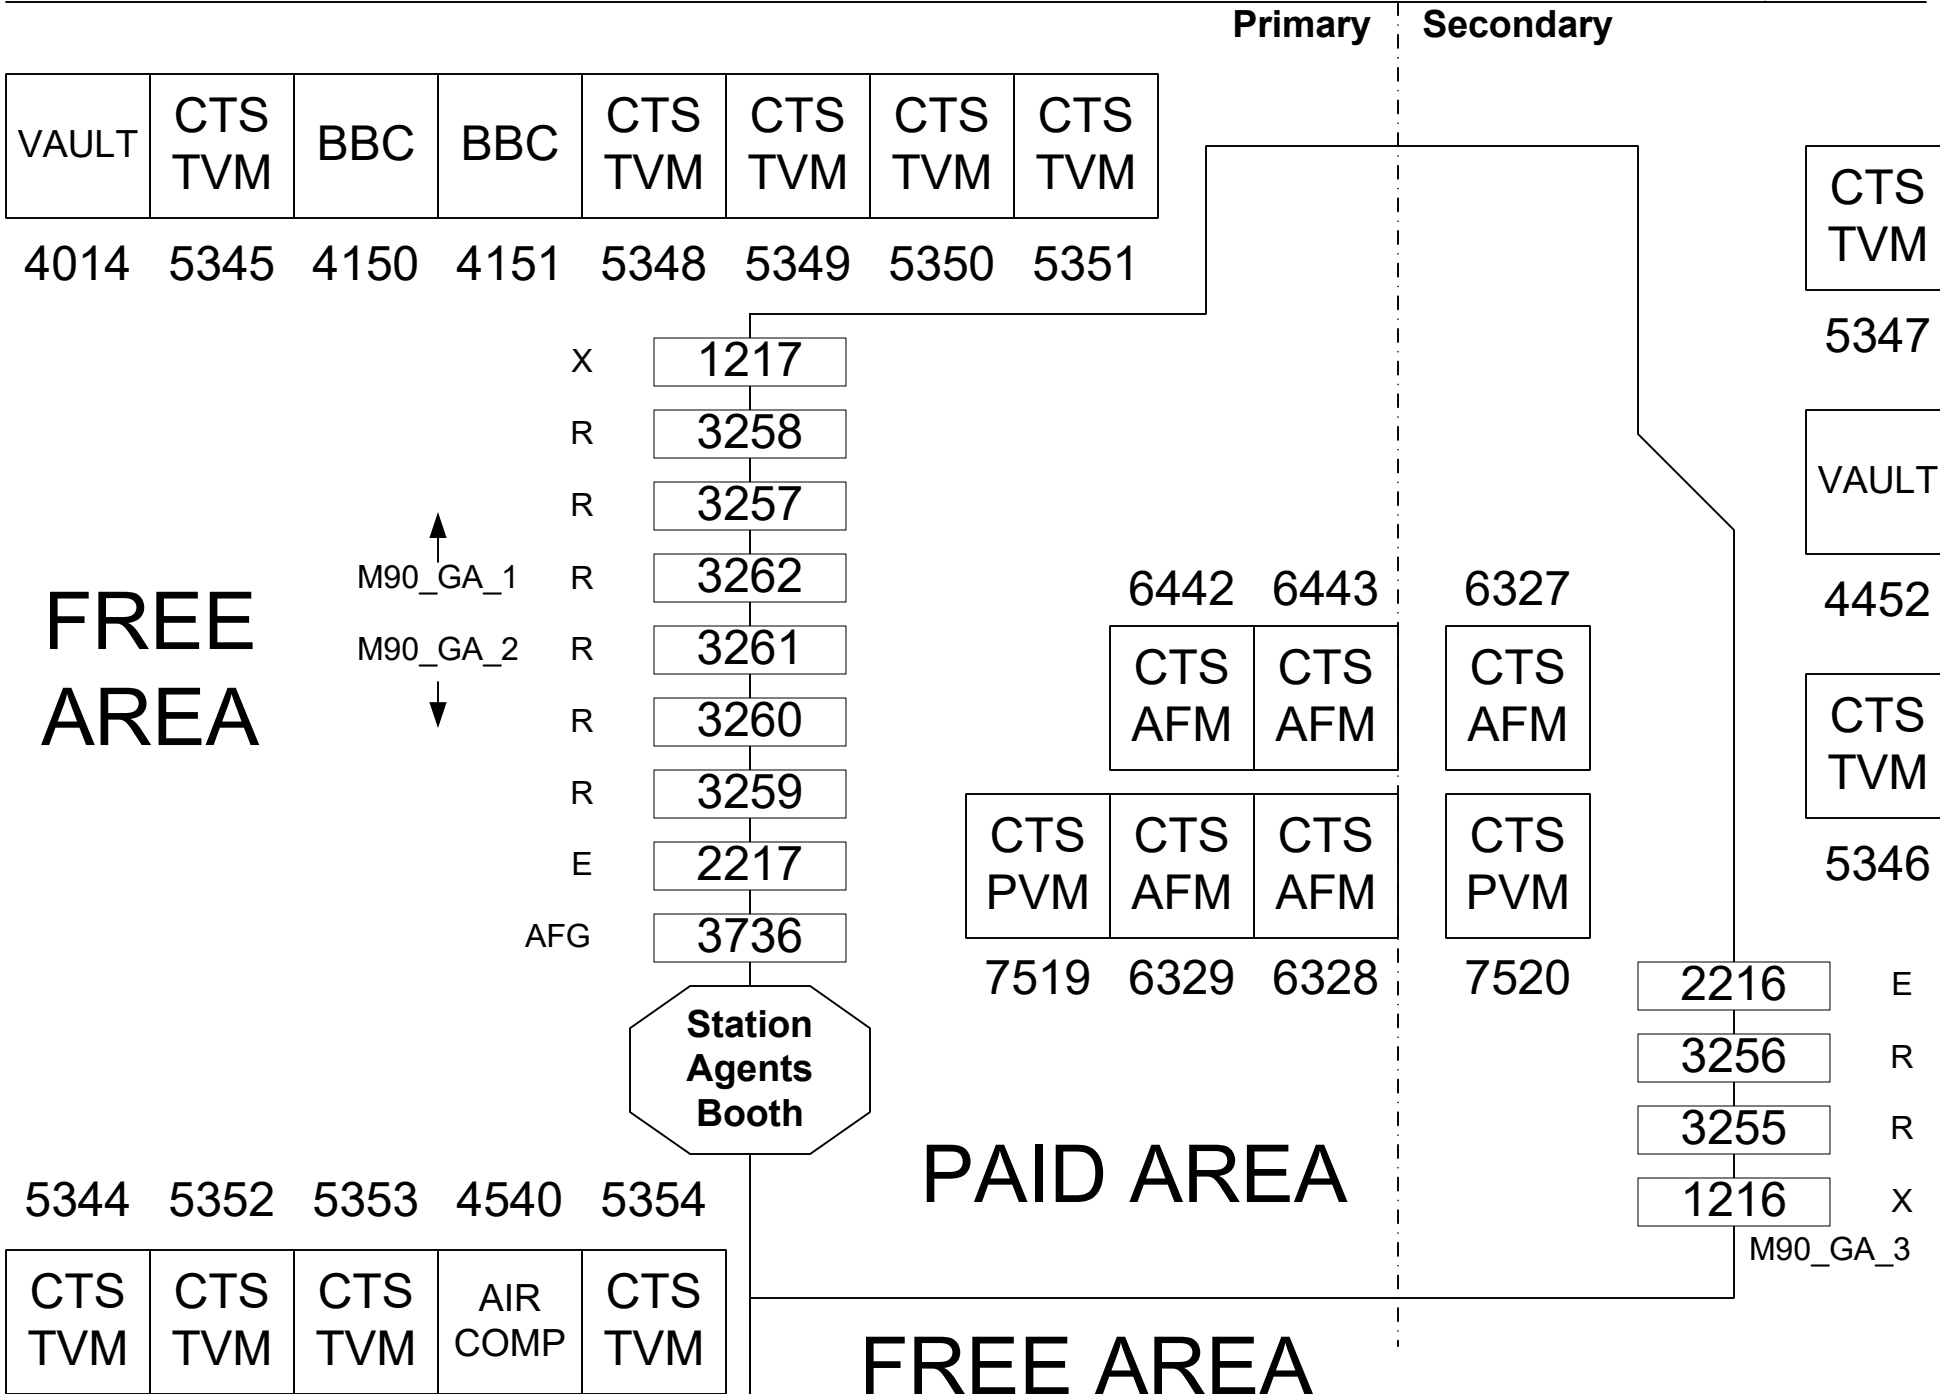 Primary Secondary
VAULT CTS TVM BBC BBC CTS TVM CTS TVM CTS TVM CTS TVM
4014 5345 4150 4151 5348 5349 5350 5351
CTS
TVM
5347
X 1217
R 3258
R 3257
M90_GA_1 R 3262
M90_GA_2 R 3261
R 3260
R 3259
E 2217
AFG 3736
FREE
AREA
VAULT
4452
6442 6443 6327
CTS CTS CTS
AFM AFM AFM
CTS CTS CTS CTS
PVM AFM AFM PVM
7519 6329 6328 7520
CTS
TVM
5346
2216 E
3256 R
3255 R
1216 X
M90_GA_3
Station
Agents
Booth
PAID AREA
5344 5352 5353 4540 5354
CTS CTS CTS AIR CTS
TVM TVM TVM COMP TVM
FREE AREA